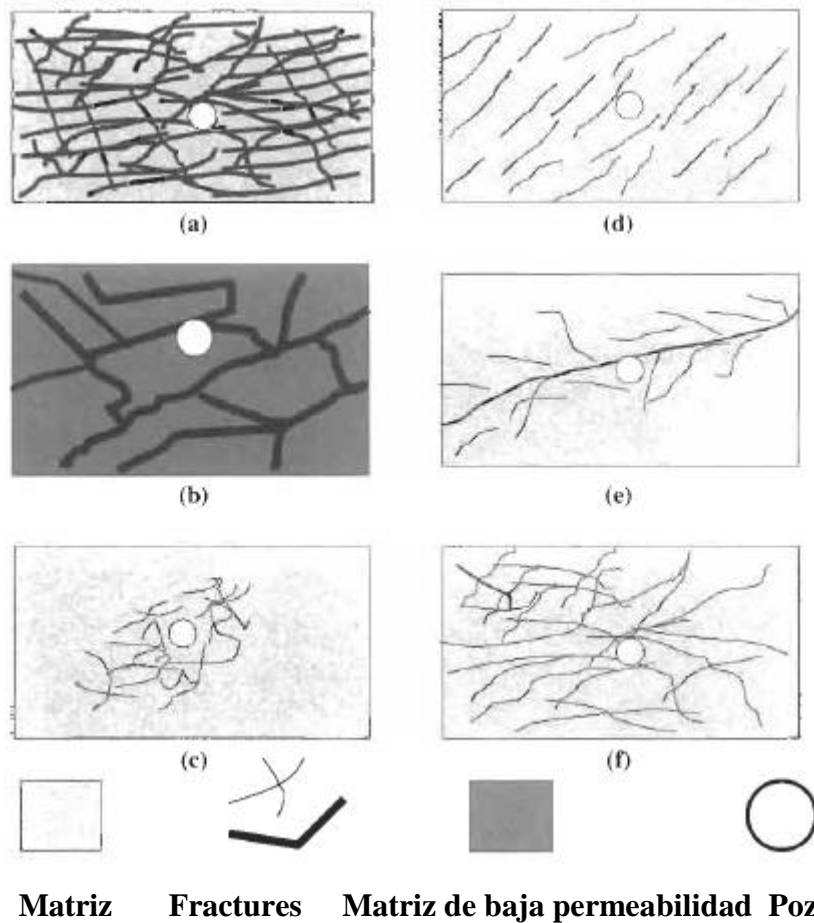 (a)
(d)
(b)
(e)
(c)
(f)
Matriz Fractures Matriz de baja permeabilidad Poz